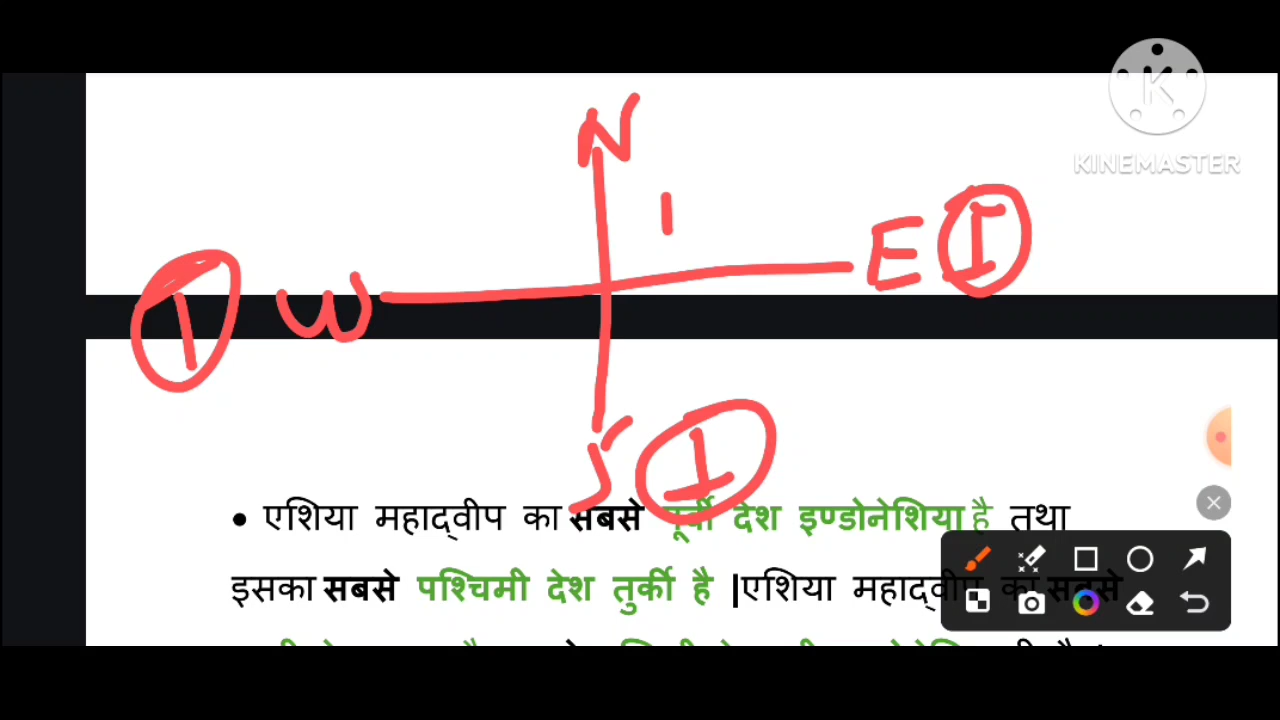 KINEMASTER
N
I
W
E I
I
S I
• एशिया महाद्वीप का सबसे पूर्वी देश इण्डोनेशिया है तथा
इसका सबसे पश्चिमी देश तुर्की है |एशिया महाद्वीप का सबसे